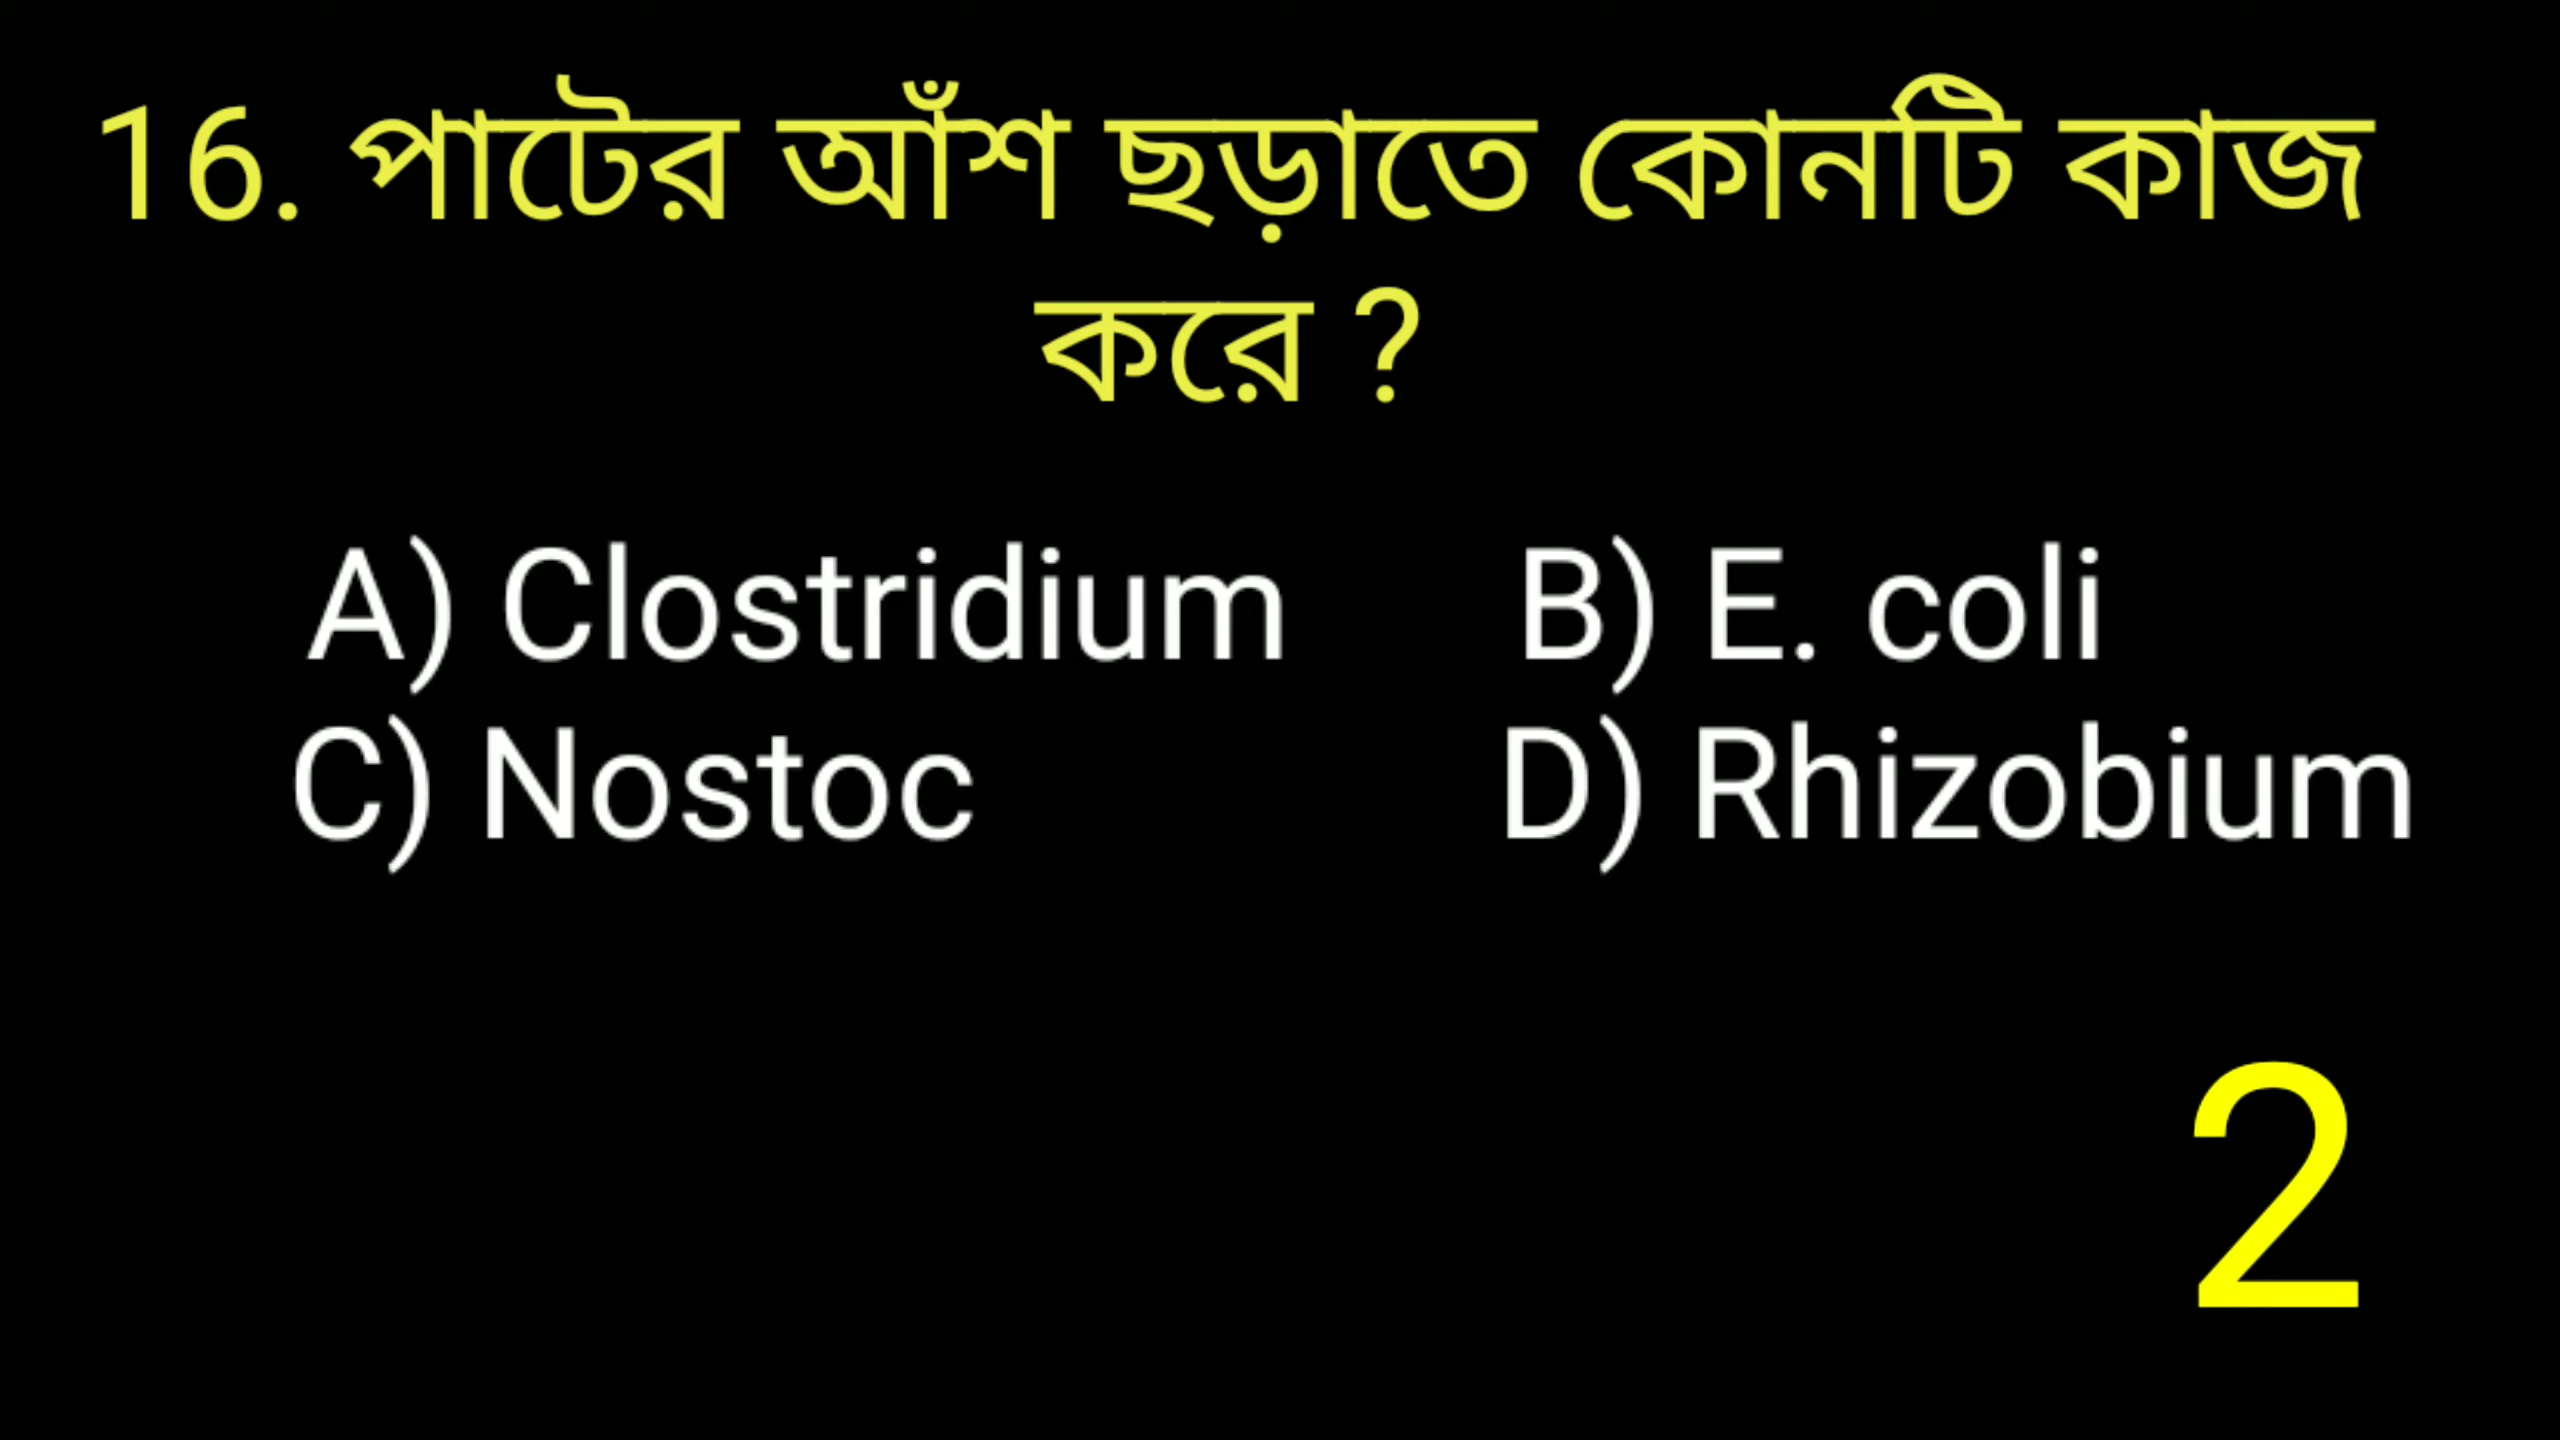 16. পাটের আঁশ ছড়াতে কোনটি কাজ
করে ?
A) Clostridium B) E. coli
C) Nostoc D) Rhizobium
2